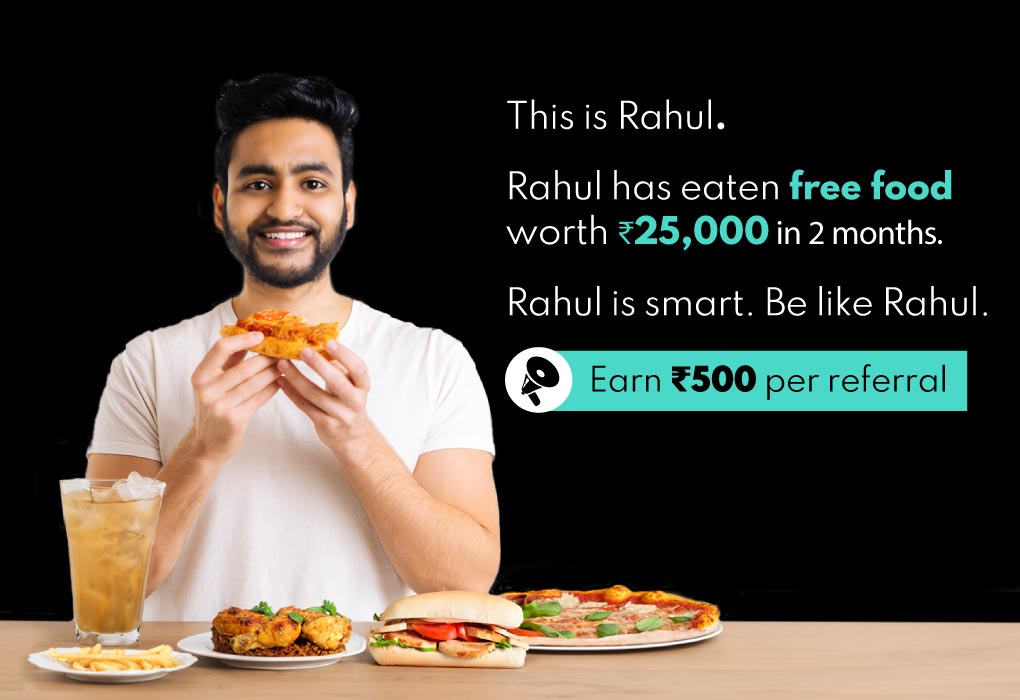 This is Rahul.
Rahul has eaten free food
worth ₹25,000 in 2 months.
Rahul is smart. Be like Rahul.
Earn ₹500 per referral